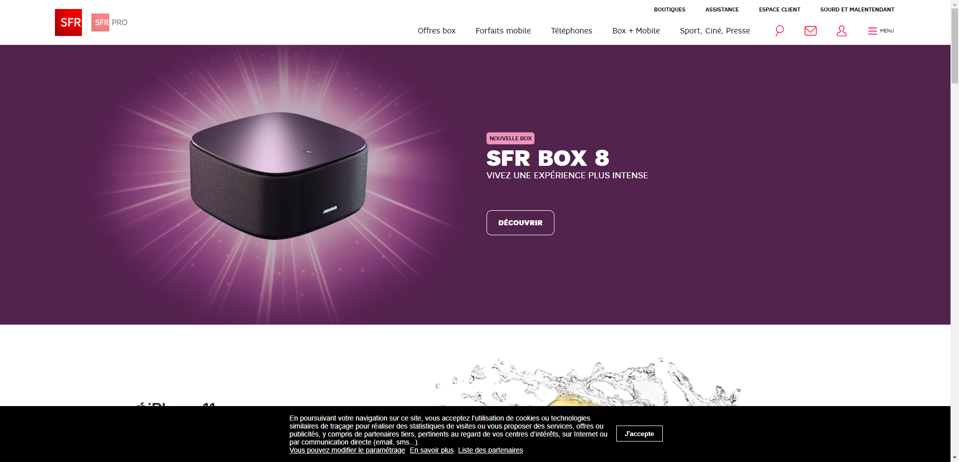 BOUTIQUES ASSISTANCE ESPACE CLIENT SOURD ET MALENTENDANT
SFR SFR PRO
Offres box Forfaits mobile Téléphones Box + Mobile Sport, Ciné, Presse MENU
NOUVELLE BOX
SFR BOX 8
VIVEZ UNE EXPÉRIENCE PLUS INTENSE
DÉCOUVRIR
En poursuivant votre navigation sur ce site, vous acceptez l'utilisation de cookies ou technologies
similaires de traçage pour réaliser des statistiques de visites ou vous proposer des services, offres ou
publicités, y compris de partenaires tiers, pertinents au regard de vos centres d'intérêts, sur Internet ou
par communication directe (email, sms...).
Vous pouvez modifier le paramétrage En savoir plus Liste des partenaires
J'accepte